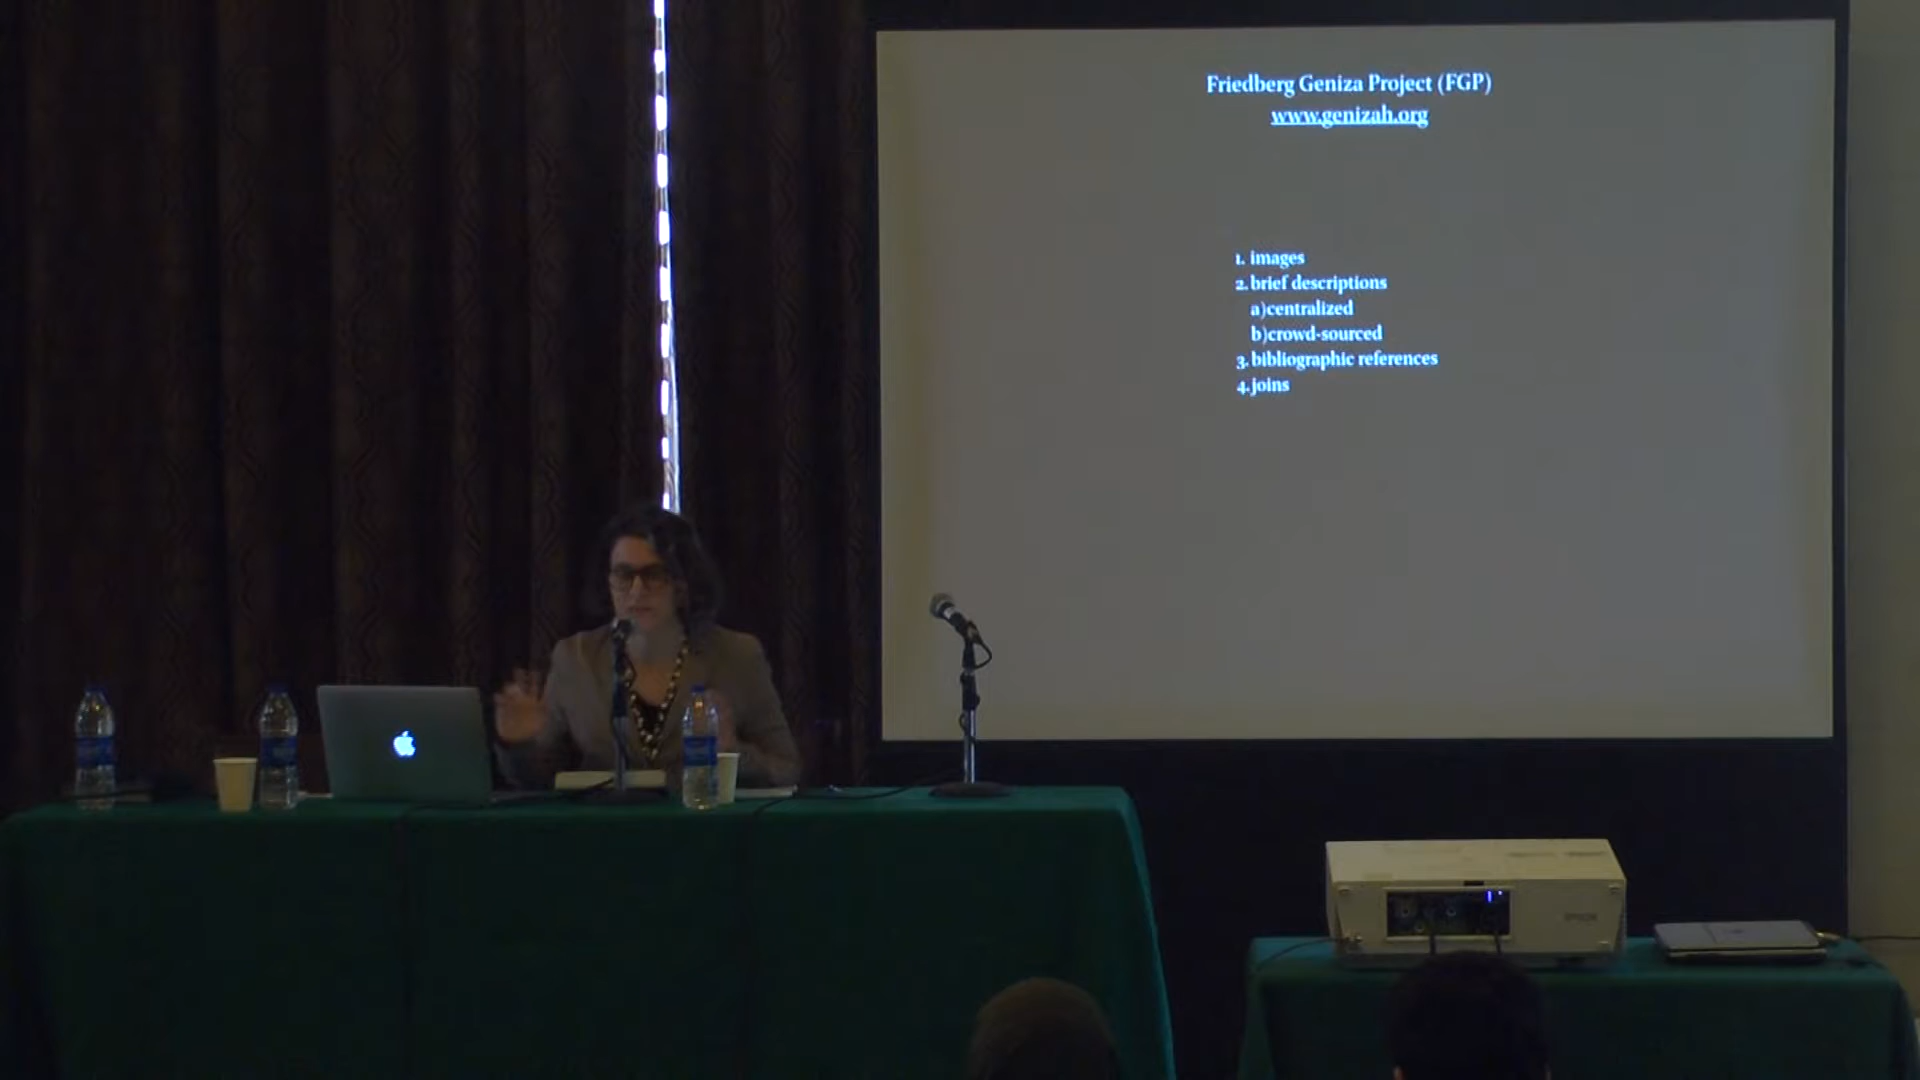 Friedberg Geniza Project (FGP)
www.genizah.org
1. images
2. brief descriptions
a)centralized
b)crowd-sourced
3. bibliographic references
4. joins
EPSON